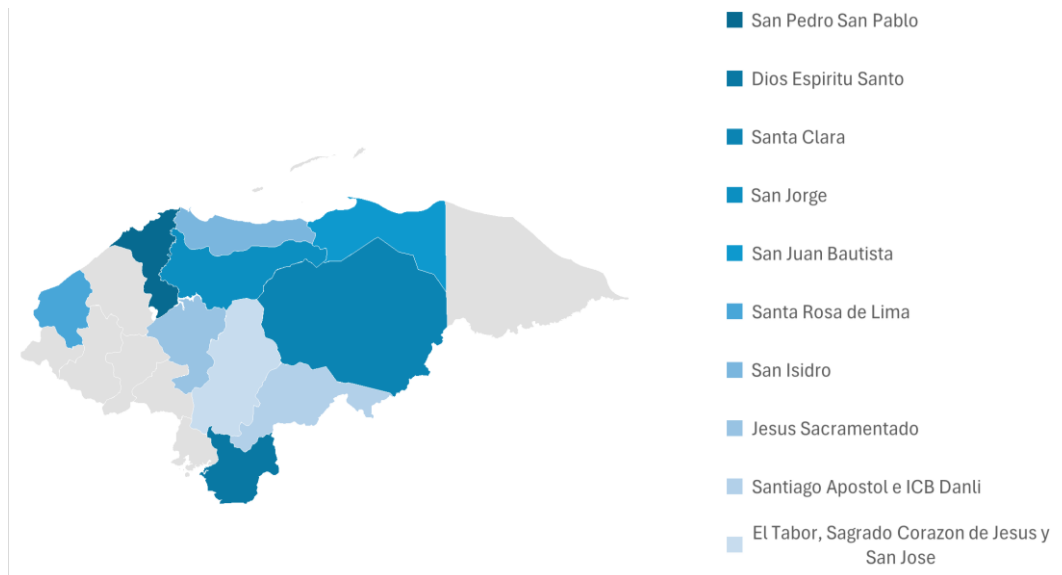 San Pedro San Pablo
Dios Espiritu Santo
Santa Clara
San Jorge
San Juan Bautista
Santa Rosa de Lima
San Isidro
Jesus Sacramentado
Santiago Apostol e ICB Danli
El Tabor, Sagrado Corazon de Jesus y
San Jose